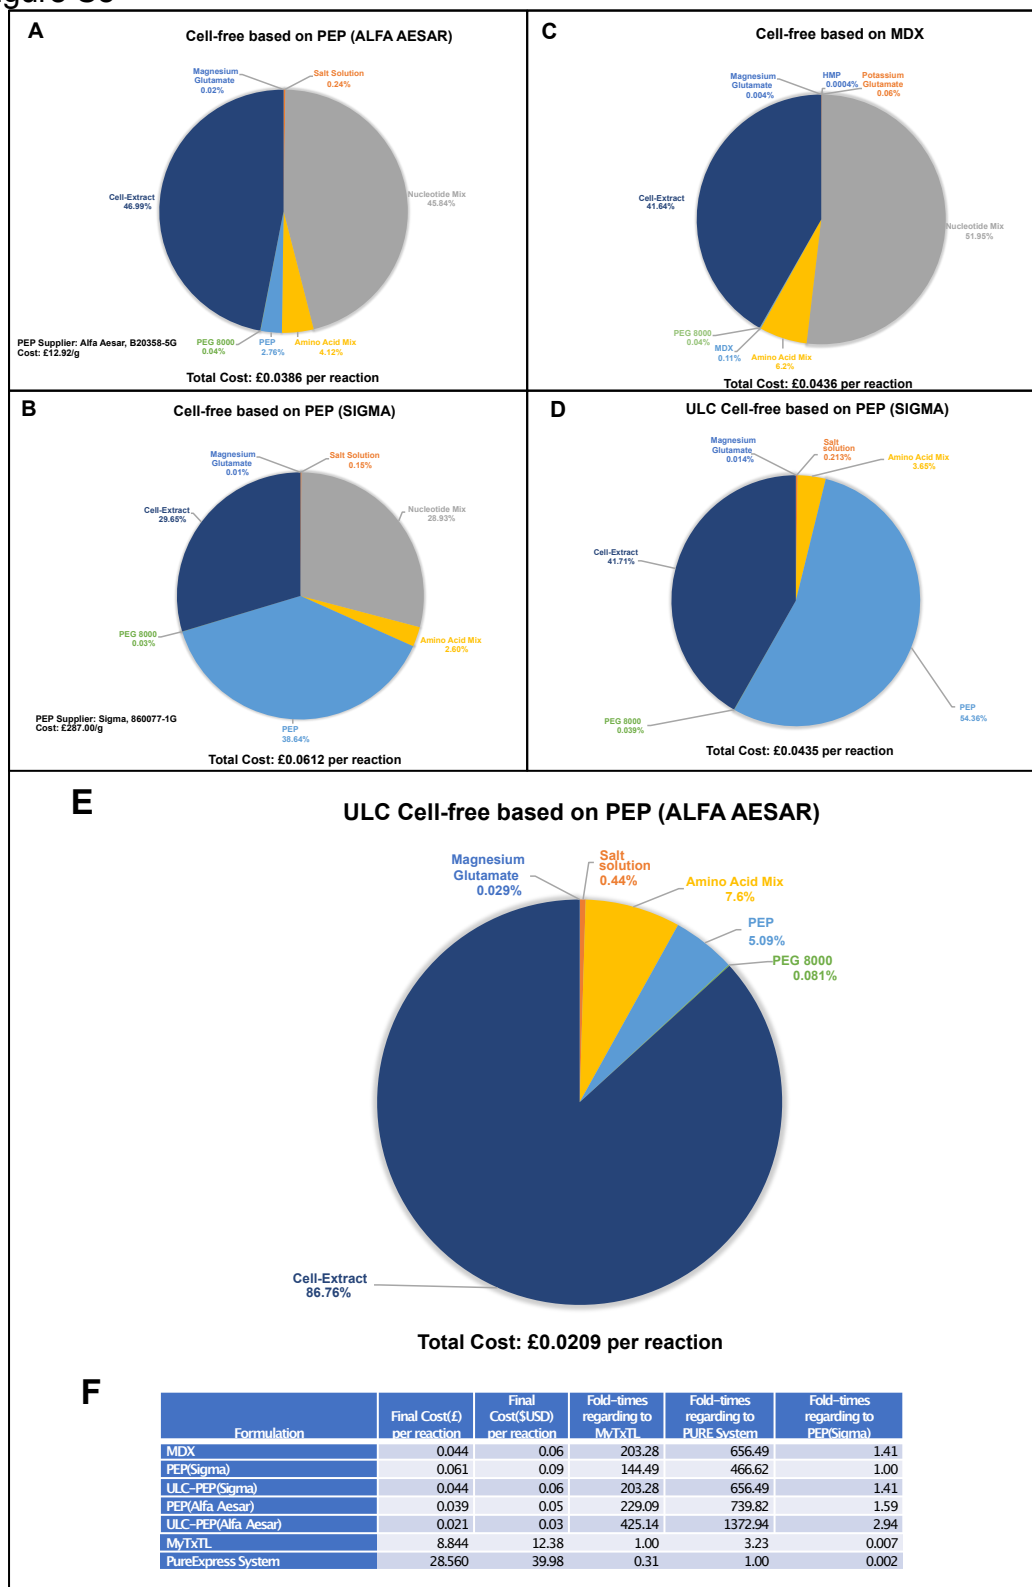 A
Cell-free based on PEP (ALFA AESAR)
Magnesium
Glutamate
0.02%
Salt Solution
0.24%
Nucleotide Mix
45.84%
Cell-Extract
46.99%
PEG 8000
0.04%
PEP
2.76%
Amino Acid Mix
4.12%
PEP Supplier: Alfa Aesar, B20358-5G
Cost: £12.92/g
Total Cost: £0.0386 per reaction
C
Cell-free based on MDX
Magnesium
Glutamate
0.004%
HMP
0.0004%
Potassium
Glutamate
0.06%
Cell-Extract
41.64%
Nucleotide Mix
51.95%
PEG 8000
0.04%
MDX
0.11%
Amino Acid Mix
6.2%
Total Cost: £0.0436 per reaction
B
Cell-free based on PEP (SIGMA)
Magnesium
Glutamate
0.01%
Salt Solution
0.15%
Cell-Extract
29.65%
Nucleotide Mix
28.93%
PEG 8000
0.03%
Amino Acid Mix
2.60%
PEP Supplier: Sigma, 860077-1G
Cost: £287.00/g
PEP
38.64%
Total Cost: £0.0612 per reaction
D
ULC Cell-free based on PEP (SIGMA)
Magnesium
Glutamate
0.014%
Salt
solution
0.213%
Amino Acid Mix
3.65%
Cell-Extract
41.71%
PEG 8000
0.039%
PEP
54.36%
Total Cost: £0.0435 per reaction
E
ULC Cell-free based on PEP (ALFA AESAR)
Magnesium
Glutamate
0.029%
Salt
solution
0.44%
Amino Acid Mix
7.6%
PEP
5.09%
PEG 8000
0.081%
Cell-Extract
86.76%
Total Cost: £0.0209 per reaction
F
Formulation Final Cost(£) per reaction Final Cost($USD) per reaction Fold-times regarding to MyTxTL Fold-times regarding to PURE System Fold-times regarding to PEP(Sigma)
MDX 0.044 0.06 203.28 656.49 1.41
PEP(Sigma) 0.061 0.09 144.49 466.62 1.00
ULC-PEP(Sigma) 0.044 0.06 203.28 656.49 1.41
PEP(Alfa Aesar) 0.039 0.05 229.09 739.82 1.59
ULC-PEP(Alfa Aesar) 0.021 0.03 425.14 1372.94 2.94
MyTxTL 8.844 12.38 1.00 3.23 0.007
PureExpress System 28.560 39.98 0.31 1.00 0.002